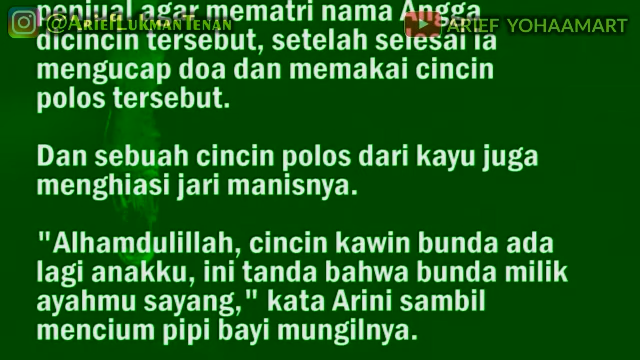 @AriefLukmanTenan
ARIEF YOHAAMART
penjual agar mematri nama Angga
dicincin tersebut, setelah selesai ia
mengucap doa dan memakai cincin
polos tersebut.
Dan sebuah cincin polos dari kayu juga
menghiasi jari manisnya.
"Alhamdulillah, cincin kawin bunda ada
lagi anakku, ini tanda bahwa bunda milik
ayahmu sayang," kata Arini sambil
mencium pipi bayi mungilnya.